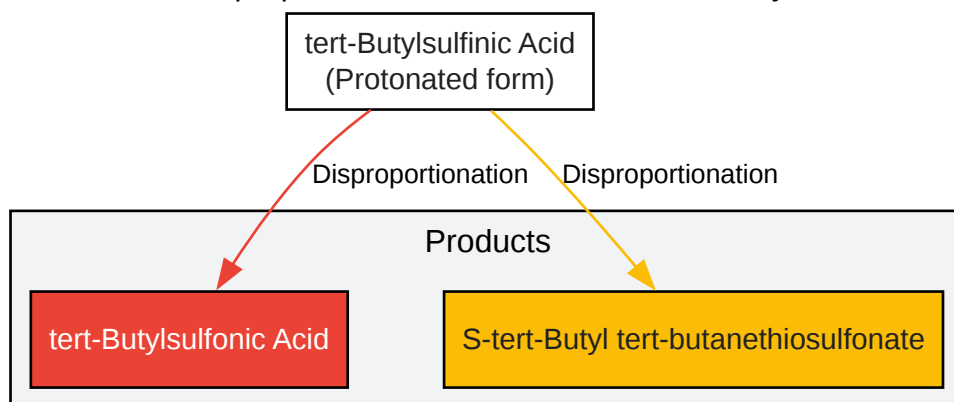 tert-Butylsulfinic Acid
(Protonated form)
Disproportionation Disproportionation
Products
tert-Butylsulfonic Acid
S-tert-Butyl tert-butanethiosulfonate